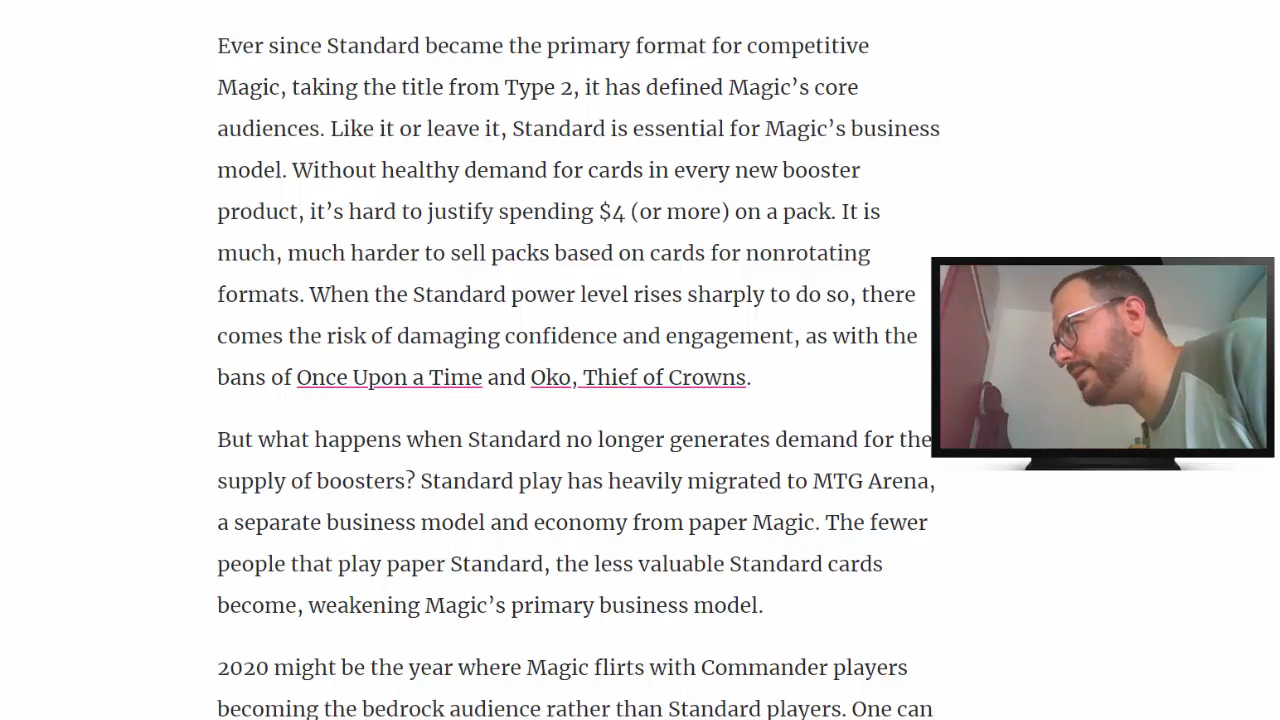 Ever since Standard became the primary format for competitive
Magic, taking the title from Type 2, it has defined Magic’s core
audiences. Like it or leave it, Standard is essential for Magic’s business
model. Without healthy demand for cards in every new booster
product, it’s hard to justify spending $4 (or more) on a pack. It is
much, much harder to sell packs based on cards for nonrotating
formats. When the Standard power level rises sharply to do so, there
comes the risk of damaging confidence and engagement, as with the
bans of Once Upon a Time and Oko, Thief of Crowns.
But what happens when Standard no longer generates demand for the
supply of boosters? Standard play has heavily migrated to MTG Arena,
a separate business model and economy from paper Magic. The fewer
people that play paper Standard, the less valuable Standard cards
become, weakening Magic’s primary business model.
2020 might be the year where Magic flirts with Commander players
becoming the bedrock audience rather than Standard players. One can